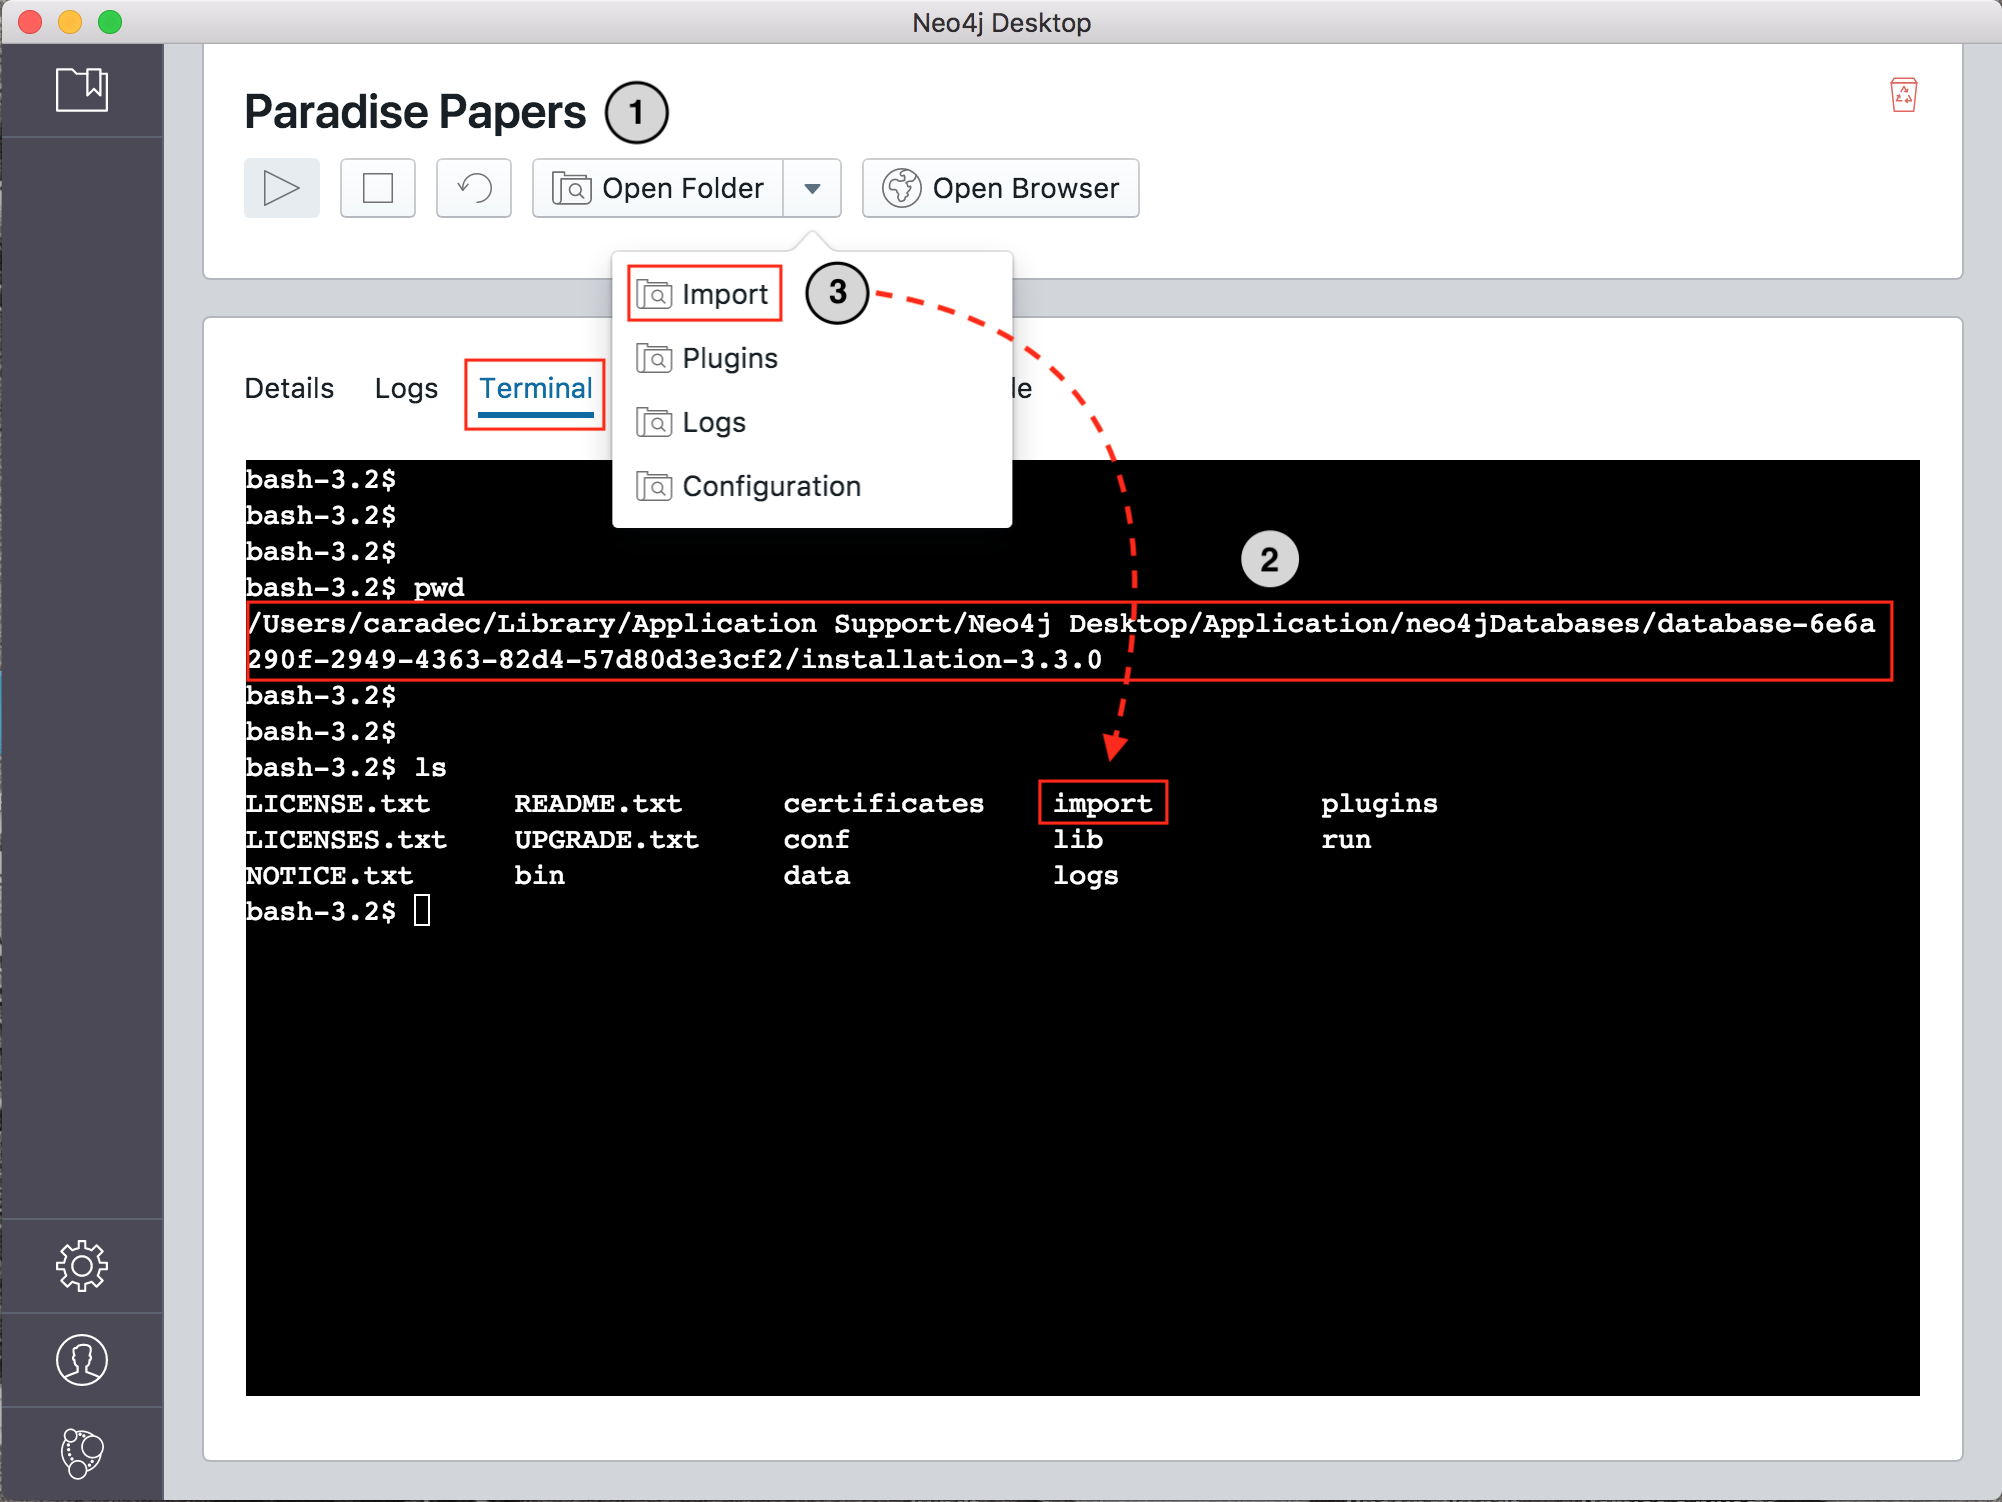 Neo4j Desktop
Paradise Papers 1
Open Folder Open Browser
Import 3
Plugins
Details Logs Terminal le
Logs
Configuration
bash-3.2$
bash-3.2$
bash-3.2$
2
bash-3.2$ pwd
/Users/caradec/Library/Application Support/Neo4j Desktop/Application/neo4jDatabases/database-6e6a
290f-2949-4363-82d4-57d80d3e3cf2/installation-3.3.0
bash-3.2$
bash-3.2$
bash-3.2$ ls
LICENSE.txt README.txt certificates import plugins
LICENSES.txt UPGRADE.txt conf lib run
NOTICE.txt bin data logs
bash-3.2$